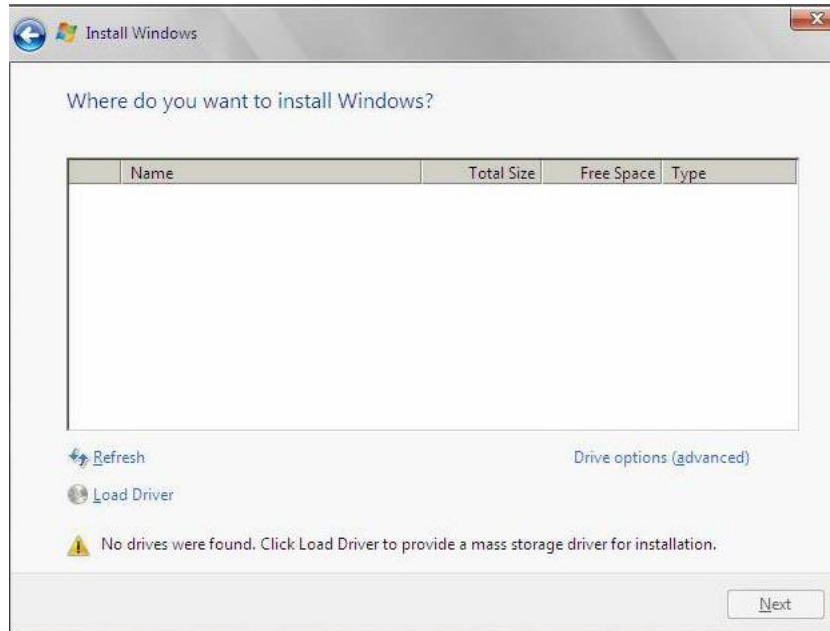 Install Windows
Where do you want to install Windows?
Name Total Size Free Space Type
Refresh Drive options (advanced)
Load Driver
No drives were found. Click Load Driver to provide a mass storage driver for installation.
Next